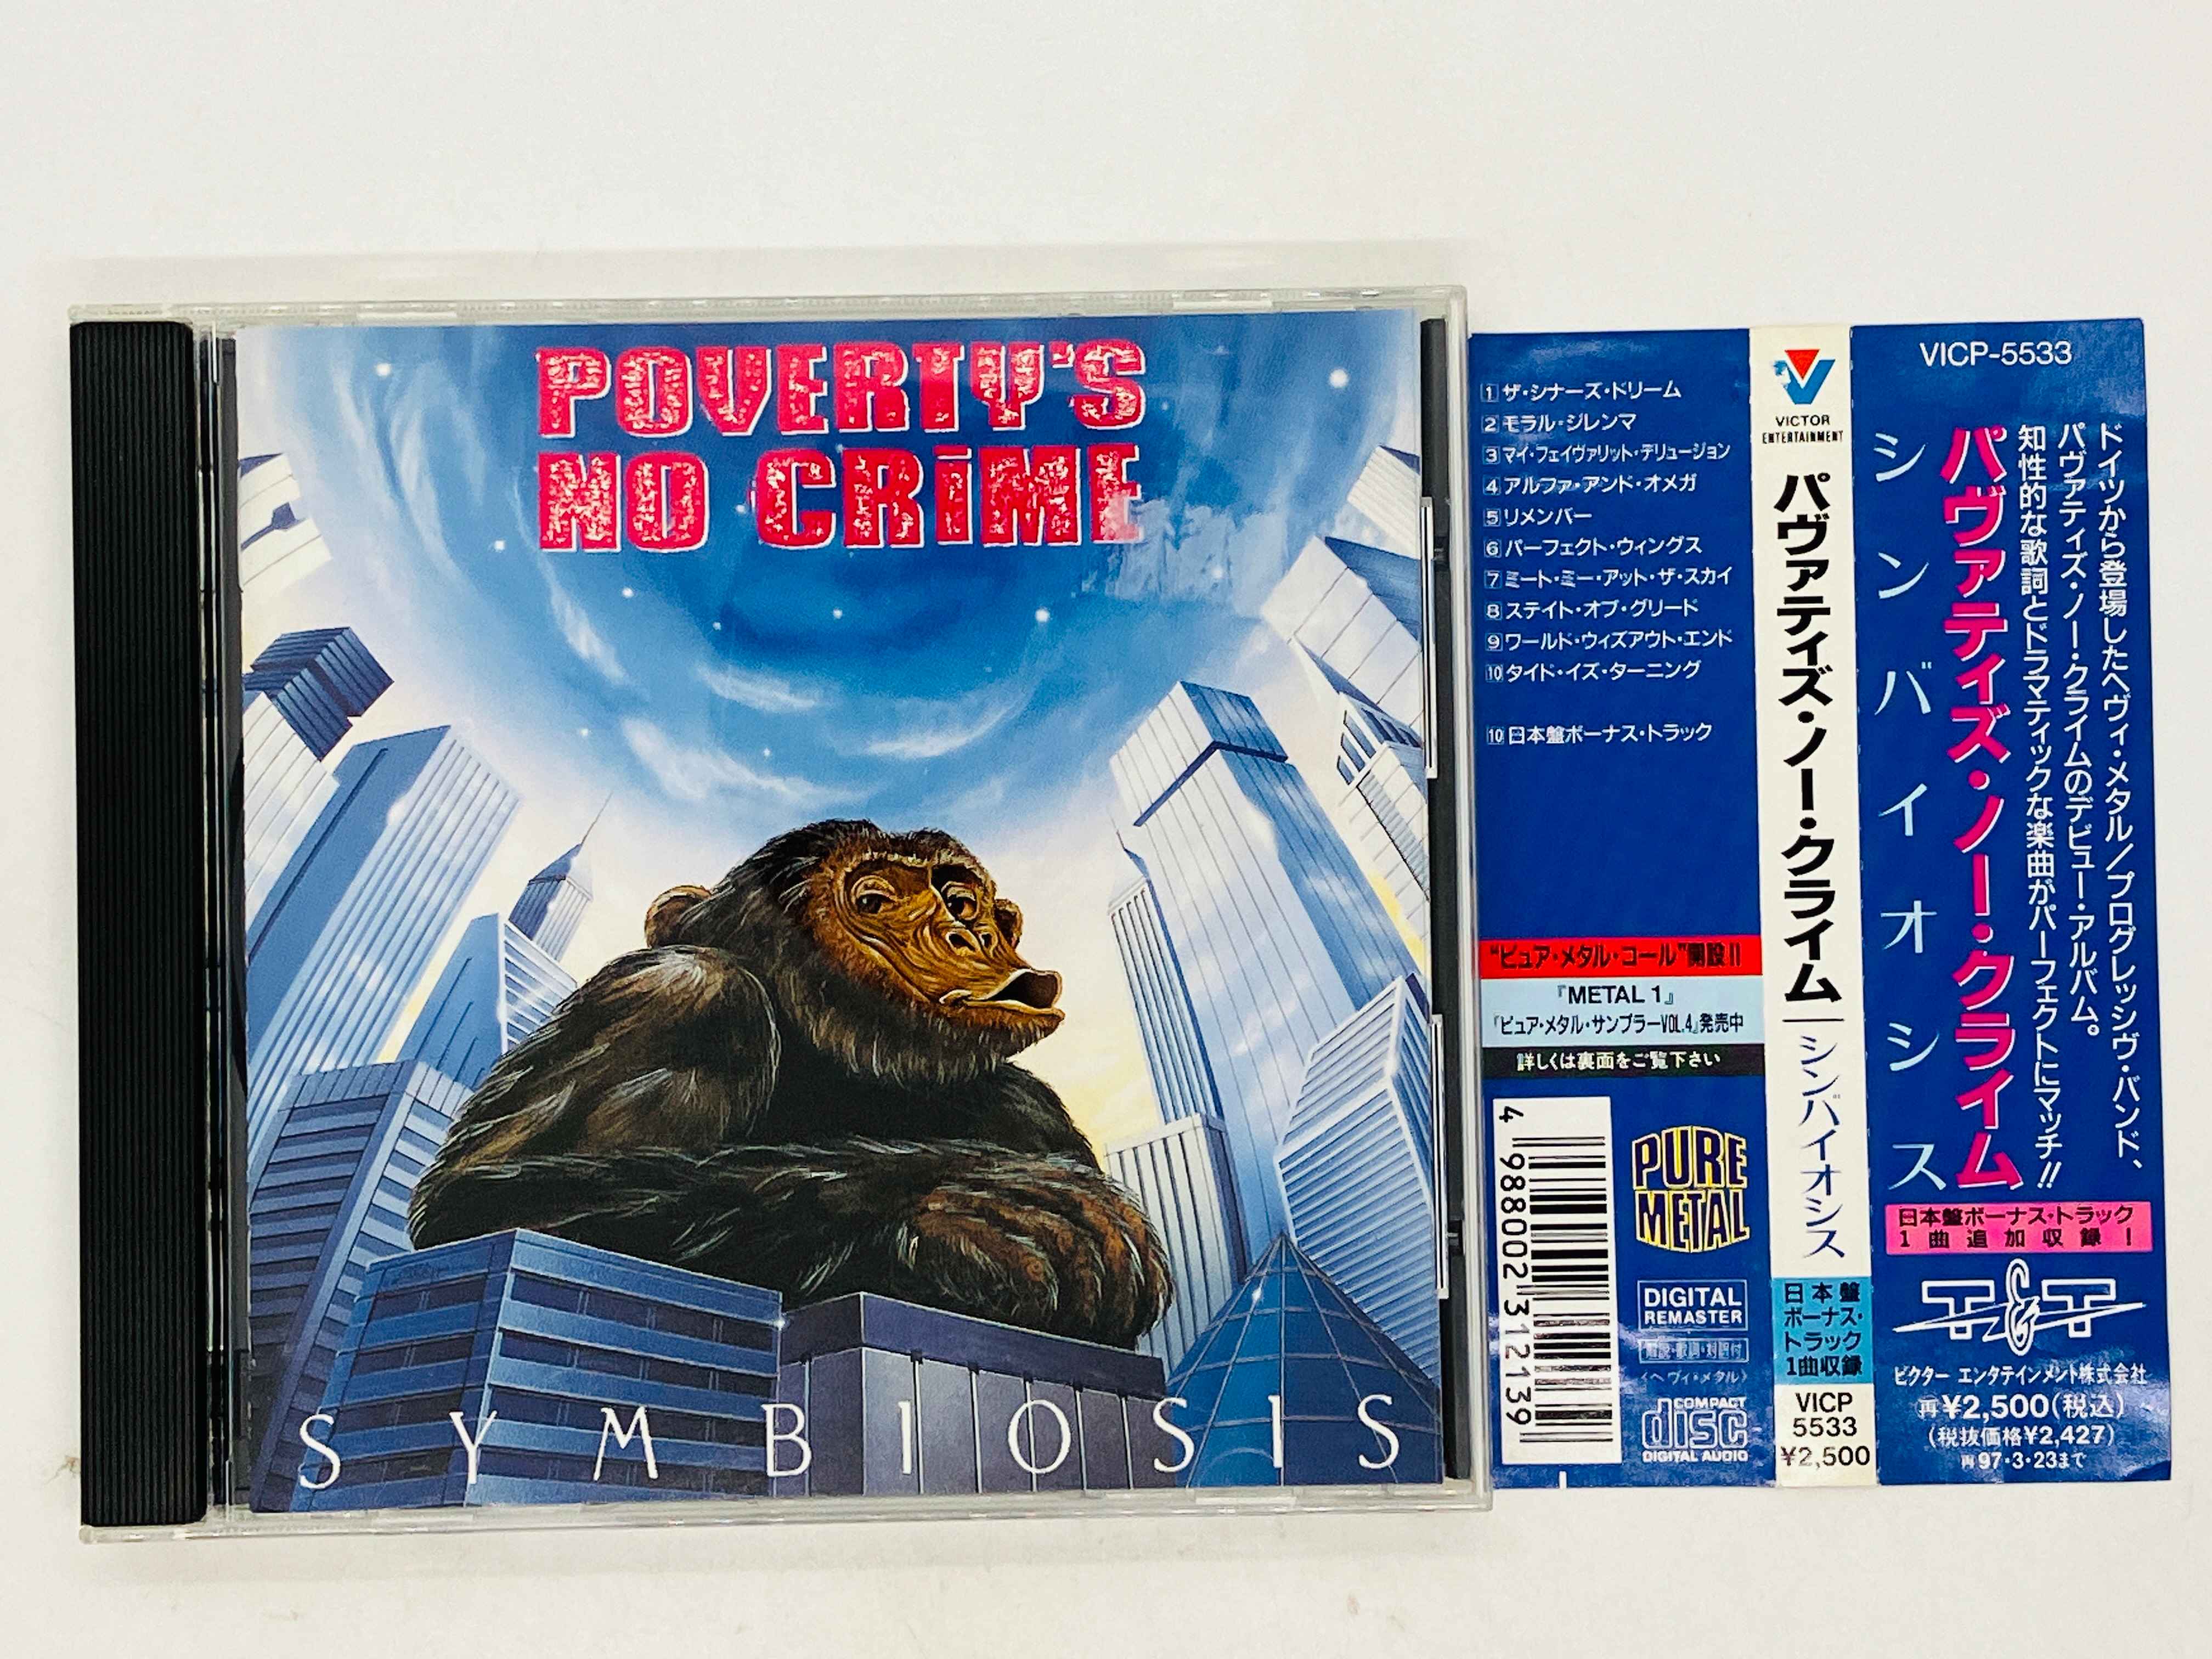 POVERTY'S
NO CRIME
SYMBIOSIS
1 ザ・シナーズ・ドリーム
2 モラル・ジレンマ
3 マイ・フェイヴァリット・デリュージョン
4 アルファ・アンド・オメガ
5 リメンバー
6 パーフェクト・ウィングス
7 ミート・ミー・アット・ザ・スカイ
8 ステイト・オブ・グリード
9 ワールド・ウィズアウト・エンド
10 タイド・イズ・ターニング
10 日本盤ボーナス・トラック
"ピュア・メタル・コール"開設!!
『METAL 1』
『ピュア・メタル・サンプラーVOL.4』発売中
詳しくは裏面をご覧下さい
4 988002 312139
PURE
METAL
DIGITAL
REMASTER
解説・歌詞・対訳付
〈ヘヴィ・メタル〉
COMPACT
disc
DIGITAL AUDIO
VICTOR
ENTERTAINMENT
パヴァティズ・ノー・クライム
シンバイオシス
日本盤
ボーナス・
トラック
1曲収録
VICP
5533
¥2,500
VICP-5533
ドイツから登場したヘヴィ・メタル/プログレッシヴ・バンド、
パヴァティズ・ノー・クライムのデビュー・アルバム。
知性的な歌詞とドラマティックな楽曲がパーフェクトにマッチ!!
パヴァティズ・ノー・クライム
シンバイオシス
日本盤ボーナス・トラック
1曲追加収録!
T&T
ビクター エンタテインメント株式会社
再¥2,500(税込)
(税抜価格¥2,427)
再97・3・23まで